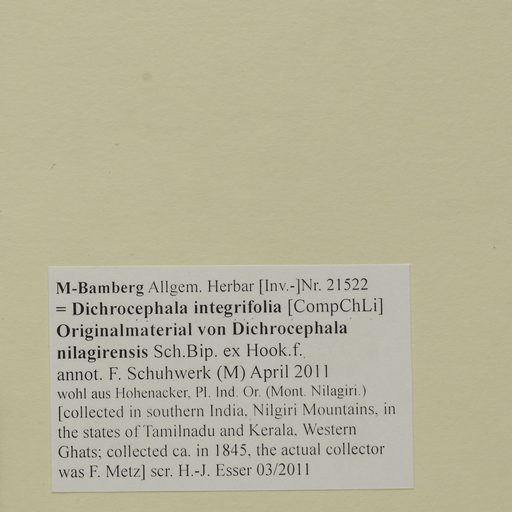 M-Bamberg Allgem. Herbar [Inv.-]Nr. 21522
= Dichrocephala integrifolia [CompChLi]
Originalmaterial von Dichrocephala
nilagirensis Sch.Bip. ex Hook.f.
annot. F. Schuhwerk (M) April 2011
wohl aus Hohenacker, Pl. Ind. Or. (Mont. Nilagiri.)
[collected in southern India, Nilgiri Mountains, in
the states of Tamilnadu and Kerala, Western
Ghats; collected ca. in 1845, the actual collector
was F. Metz] scr. H.-J. Esser 03/2011